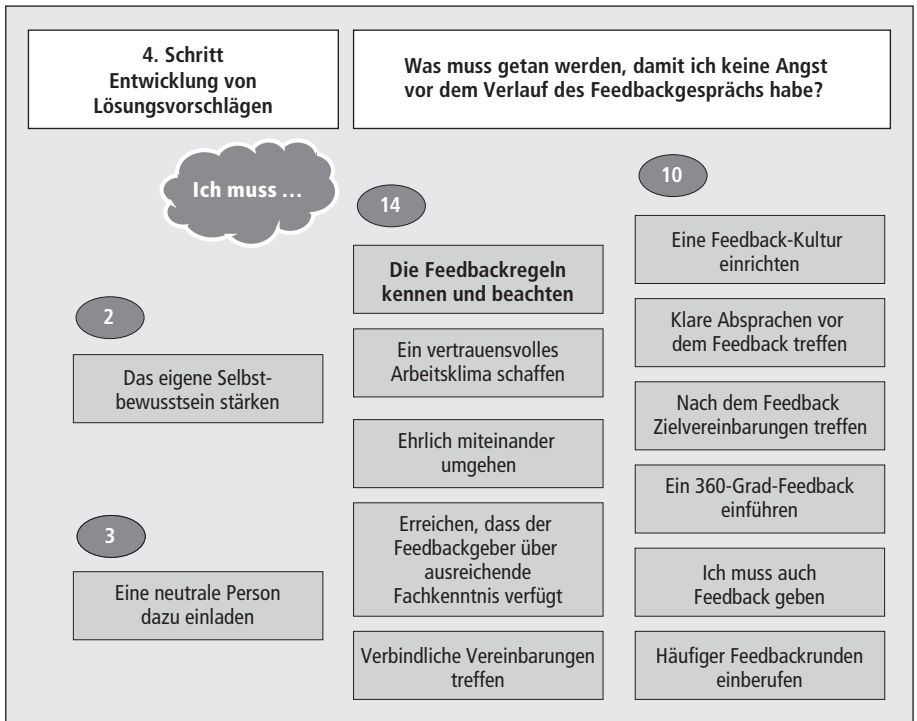 4. Schritt
Entwicklung von
Lösungsvorschlägen
Was muss getan werden, damit ich keine Angst
vor dem Verlauf des Feedbackgesprächs habe?
Ich muss ...
2
Das eigene Selbst-
bewusstsein stärken
3
Eine neutrale Person
dazu einladen
14
Die Feedbackregeln
kennen und beachten
Ein vertrauensvolles
Arbeitsklima schaffen
Ehrlich miteinander
umgehen
Erreichen, dass der
Feedbackgeber über
ausreichende
Fachkenntnis verfügt
Verbindliche Vereinbarungen
treffen
10
Eine Feedback-Kultur
einrichten
Klare Absprachen vor
dem Feedback treffen
Nach dem Feedback
Zielvereinbarungen treffen
Ein 360-Grad-Feedback
einführen
Ich muss auch
Feedback geben
Häufiger Feedbackrunden
einberufen